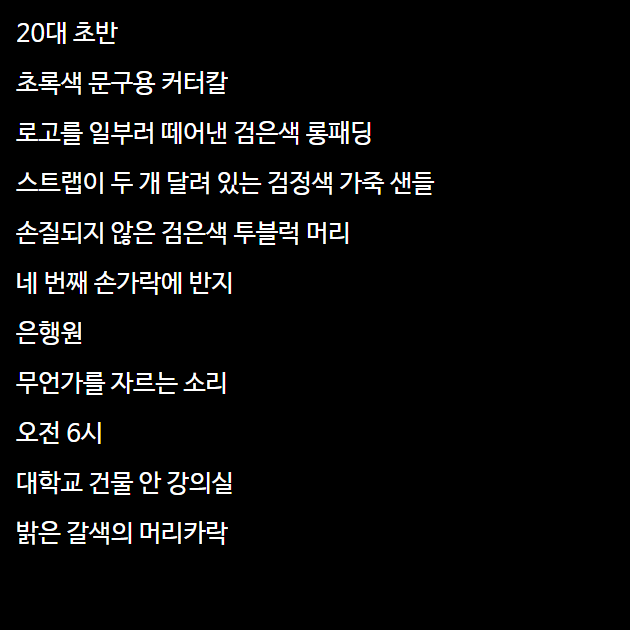 20대 초반
초록색 문구용 커터칼
로고를 일부러 떼어낸 검은색 롱패딩
스트랩이 두 개 달려 있는 검정색 가죽 샌들
손질되지 않은 검은색 투블럭 머리
네 번째 손가락에 반지
은행원
무언가를 자르는 소리
오전 6시
대학교 건물 안 강의실
밝은 갈색의 머리카락